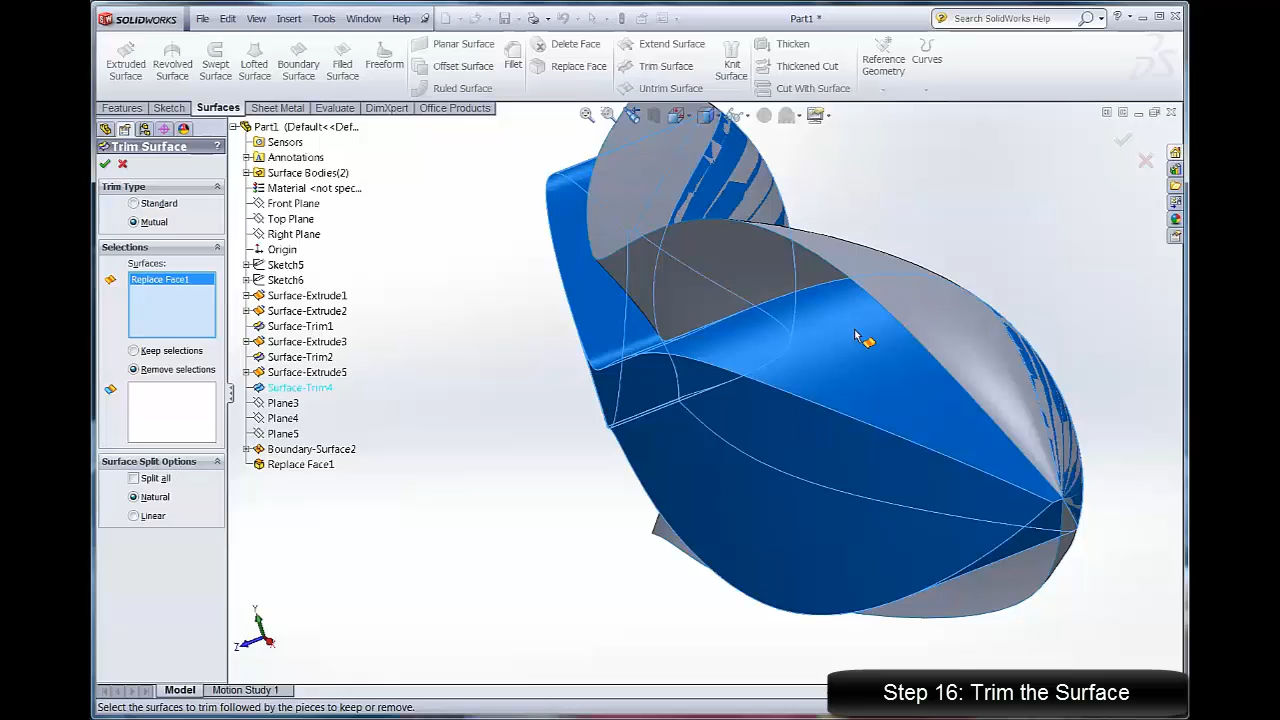 SOLIDWORKS File Edit View Insert Tools Window Help Part1 * Search SolidWorks Help
Extruded Surface
Revolved Surface
Swept Surface
Lofted Surface
Boundary Surface
Filled Surface
Freeform
Planar Surface
Offset Surface
Ruled Surface
Fillet
Delete Face
Replace Face
Extend Surface
Trim Surface
Untrim Surface
Knit Surface
Thicken
Thickened Cut
Cut With Surface
Reference Geometry
Curves
Features Sketch Surfaces Sheet Metal Evaluate DimXpert Office Products
Trim Surface ?
Trim Type
Standard
Mutual
Selections
Surfaces:
Replace Face1
Keep selections
Remove selections
Surface Split Options
Split all
Natural
Linear
Part1 (Default<<Def...
Sensors
Annotations
Surface Bodies(2)
Material <not spec...
Front Plane
Top Plane
Right Plane
Origin
Sketch5
Sketch6
Surface-Extrude1
Surface-Extrude2
Surface-Trim1
Surface-Extrude3
Surface-Trim2
Surface-Extrude5
Surface-Trim4
Plane3
Plane4
Plane5
Boundary-Surface2
Replace Face1
Y
Z
X
Model Motion Study 1
Select the surfaces to trim followed by the pieces to keep or remove.
Step 16: Trim the Surface